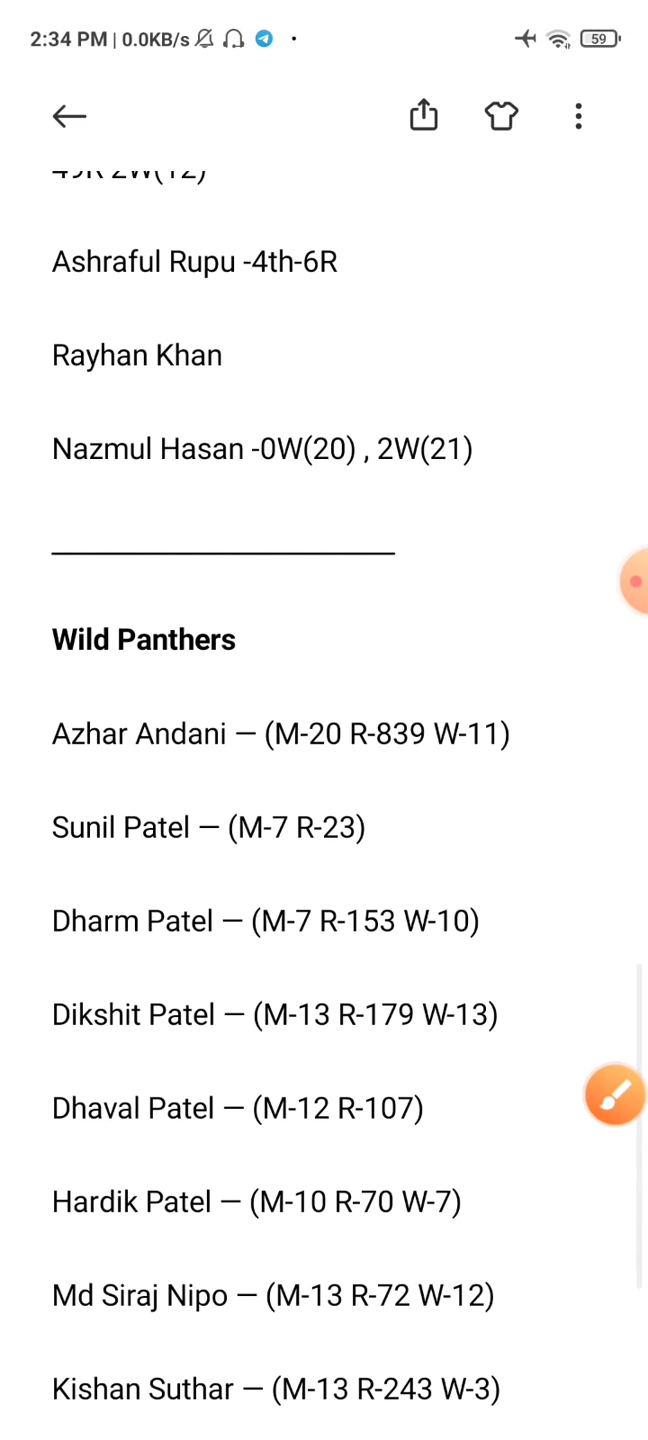 2:34 PM | 0.0KB/s
59
Ashraful Rupu -4th-6R
Rayhan Khan
Nazmul Hasan -0W(20) , 2W(21)
Wild Panthers
Azhar Andani — (M-20 R-839 W-11)
Sunil Patel — (M-7 R-23)
Dharm Patel — (M-7 R-153 W-10)
Dikshit Patel — (M-13 R-179 W-13)
Dhaval Patel — (M-12 R-107)
Hardik Patel — (M-10 R-70 W-7)
Md Siraj Nipo — (M-13 R-72 W-12)
Kishan Suthar — (M-13 R-243 W-3)